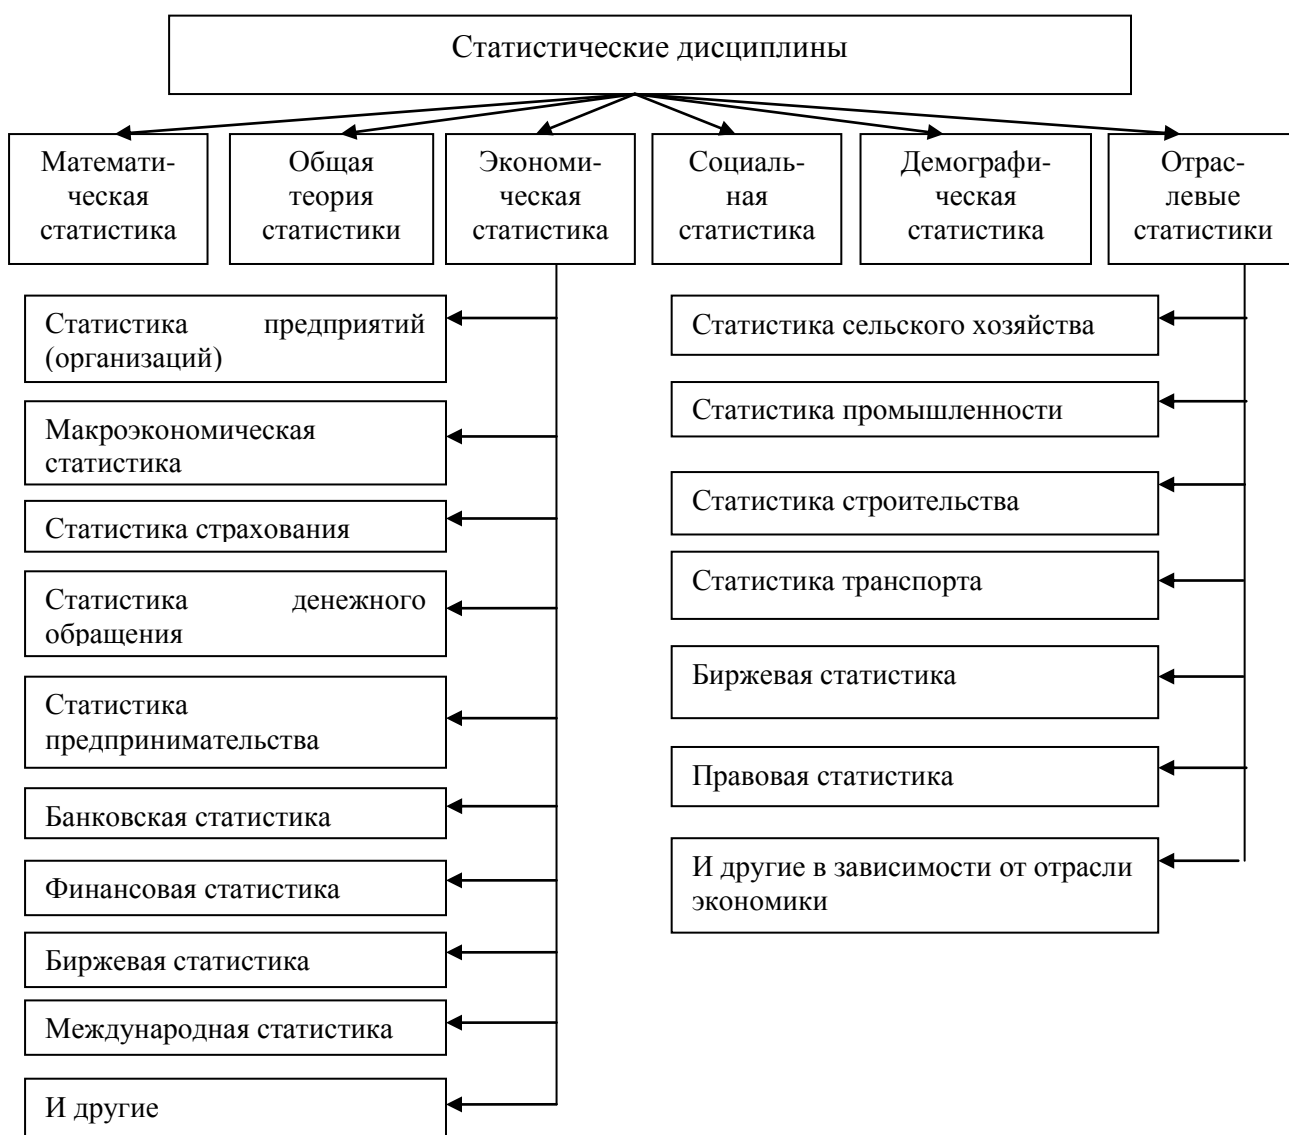 Статистические дисциплины
Математи-
ческая
статистика
Общая
теория
статистики
Экономи-
ческая
статистика
Социаль-
ная
статистика
Демографи-
ческая
статистика
Отрас-
левые
статистики
Статистика предприятий
(организаций)
Макроэкономическая
статистика
Статистика страхования
Статистика денежного
обращения
Статистика
предпринимательства
Банковская статистика
Финансовая статистика
Биржевая статистика
Международная статистика
И другие
Статистика сельского хозяйства
Статистика промышленности
Статистика строительства
Статистика транспорта
Биржевая статистика
Правовая статистика
И другие в зависимости от отрасли
экономики